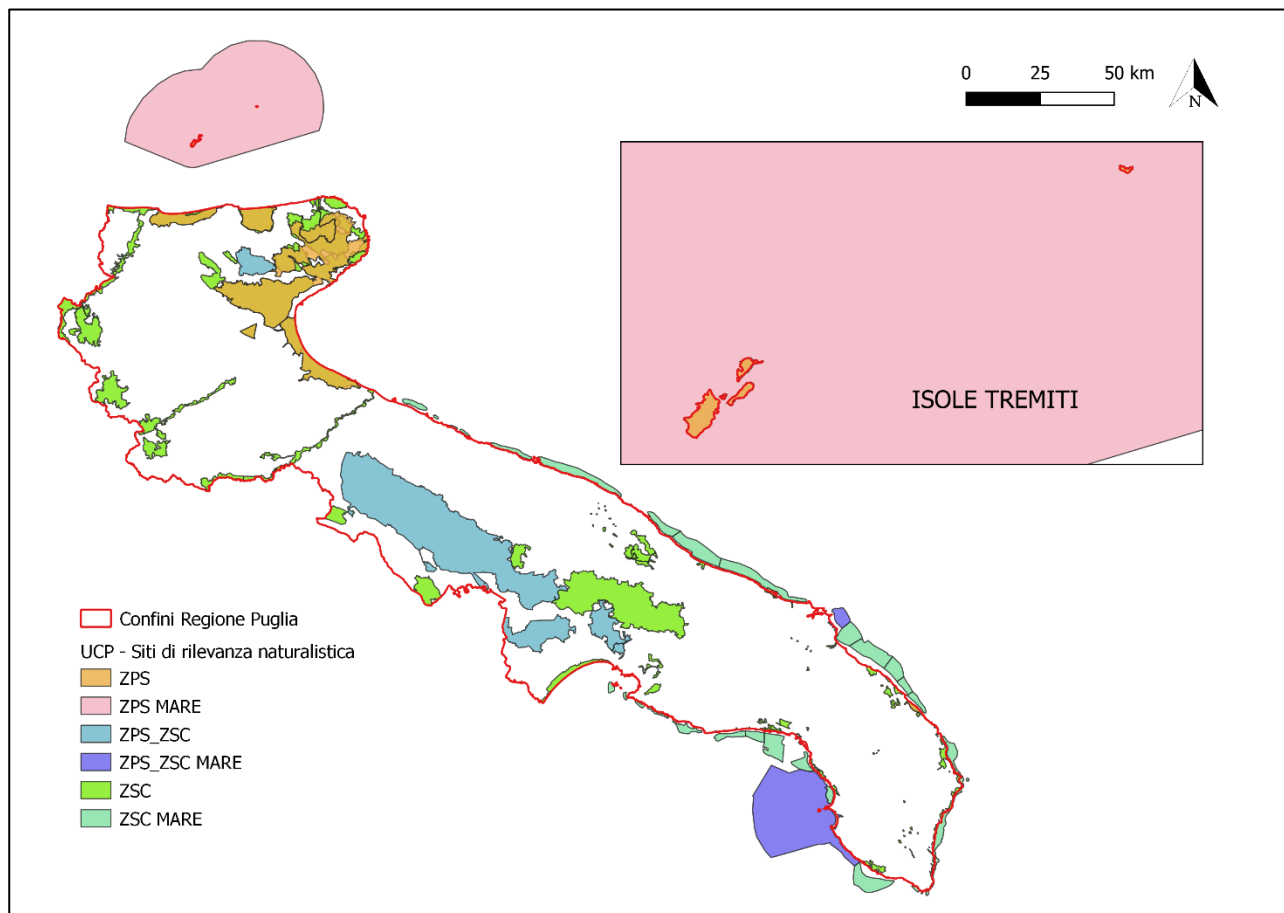 0 25 50 km
N
ISOLE TREMITI
Confini Regione Puglia
UCP - Siti di rilevanza naturalistica
ZPS
ZPS MARE
ZPS_ZSC
ZPS_ZSC MARE
ZSC
ZSC MARE